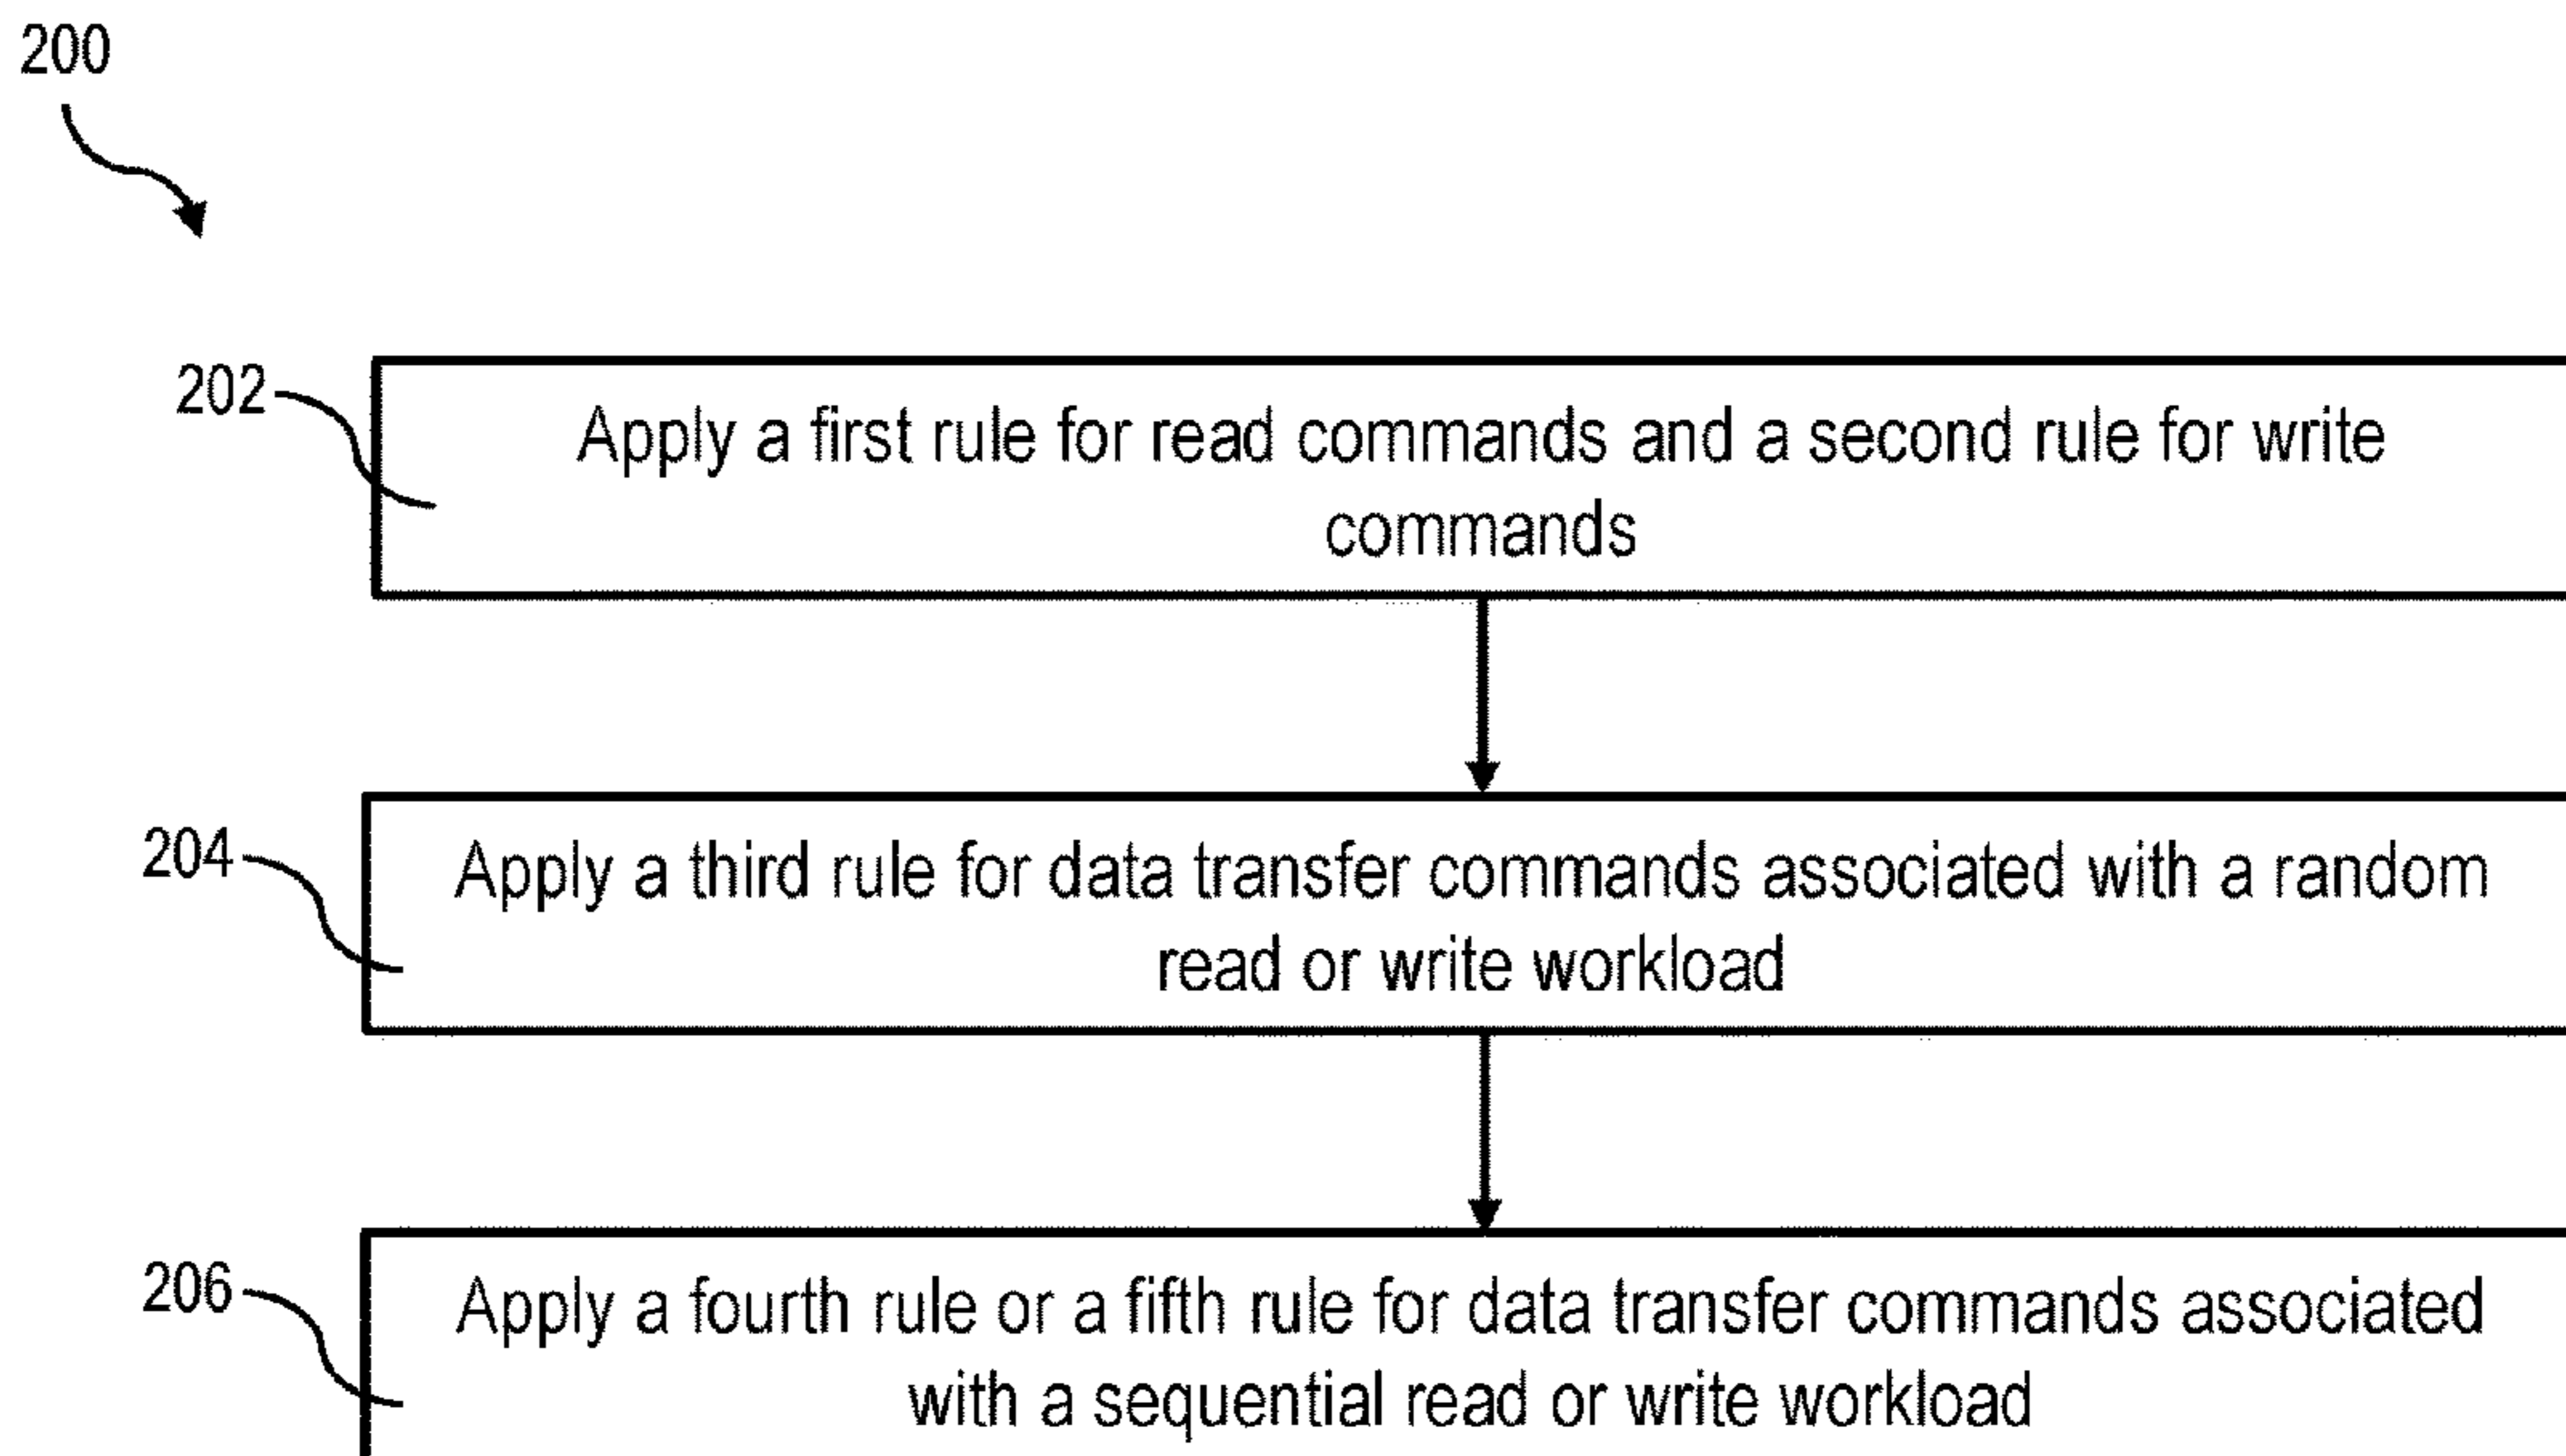 200
202
Apply a first rule for read commands and a second rule for write
commands
204
Apply a third rule for data transfer commands associated with a random
read or write workload
206
Apply a fourth rule or a fifth rule for data transfer commands associated
with a sequential read or write workload